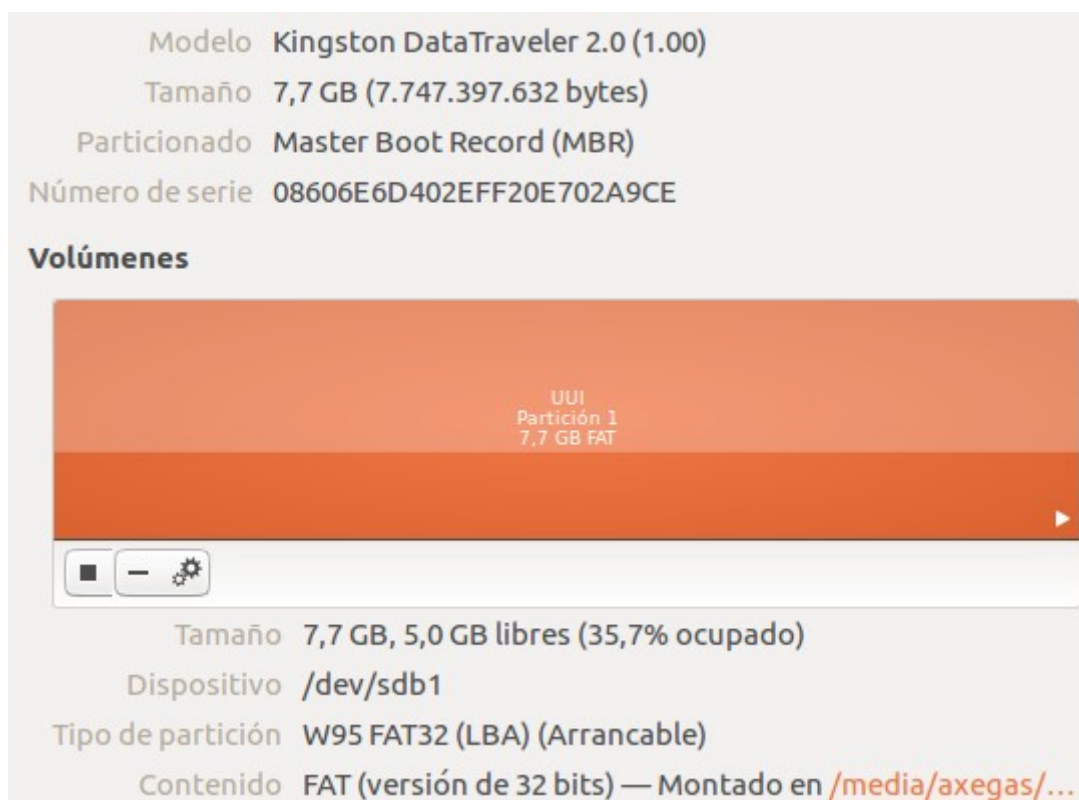 Modelo Kingston DataTraveler 2.0 (1.00)
Tamaño 7,7 GB (7.747.397.632 bytes)
Particionado Master Boot Record (MBR)
Número de serie 08606E6D402EFF20E702A9CE
Volúmenes
UUI
Partición 1
7,7 GB FAT
Tamaño 7,7 GB, 5,0 GB libres (35,7% ocupado)
Dispositivo /dev/sdb1
Tipo de partición W95 FAT32 (LBA) (Arrancable)
Contenido FAT (versión de 32 bits) — Montado en /media/axegas/...